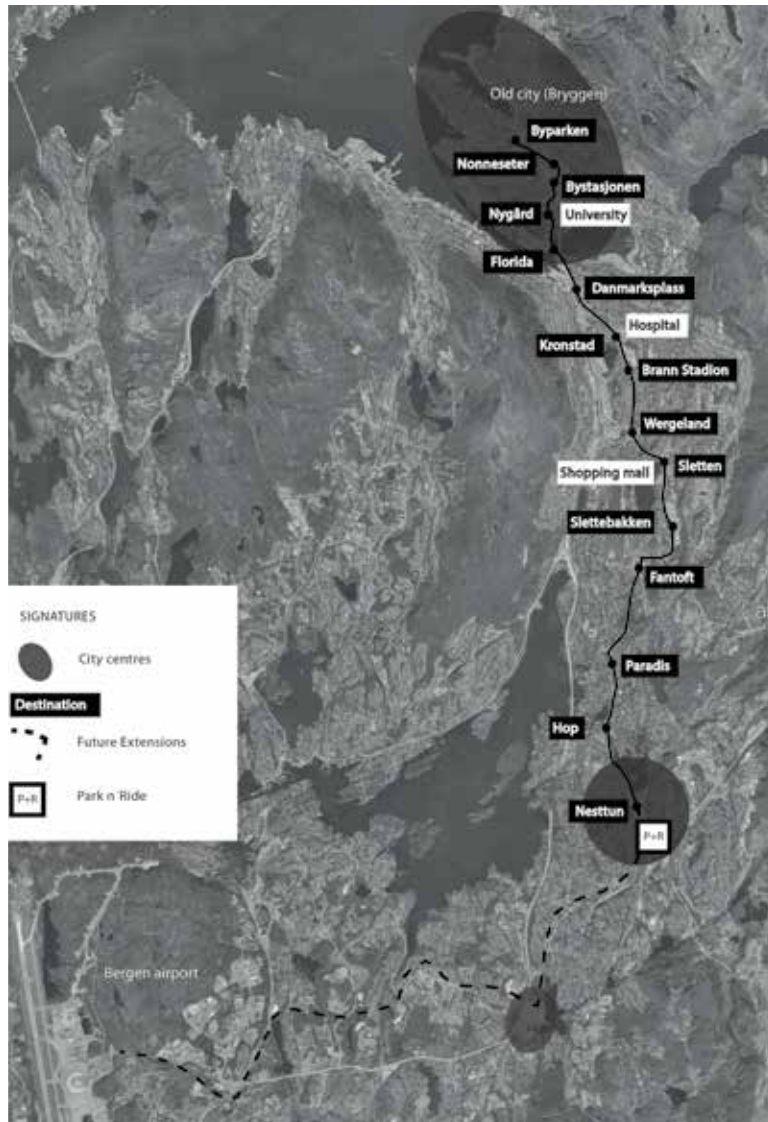 Old city (Bryggen)
Byparken
Nonneseter
Bystasjonen
Nygård
University
Florida
Danmarksplass
Hospital
Kronstad
Brann Stadion
Wergeland
Shopping mall
Sletten
Slettebakken
Fantoft
SIGNATURES
City centres
Destination
Future Extensions
P+R
Park n´Ride
Paradis
Hop
Nesttun
P+R
Bergen airport